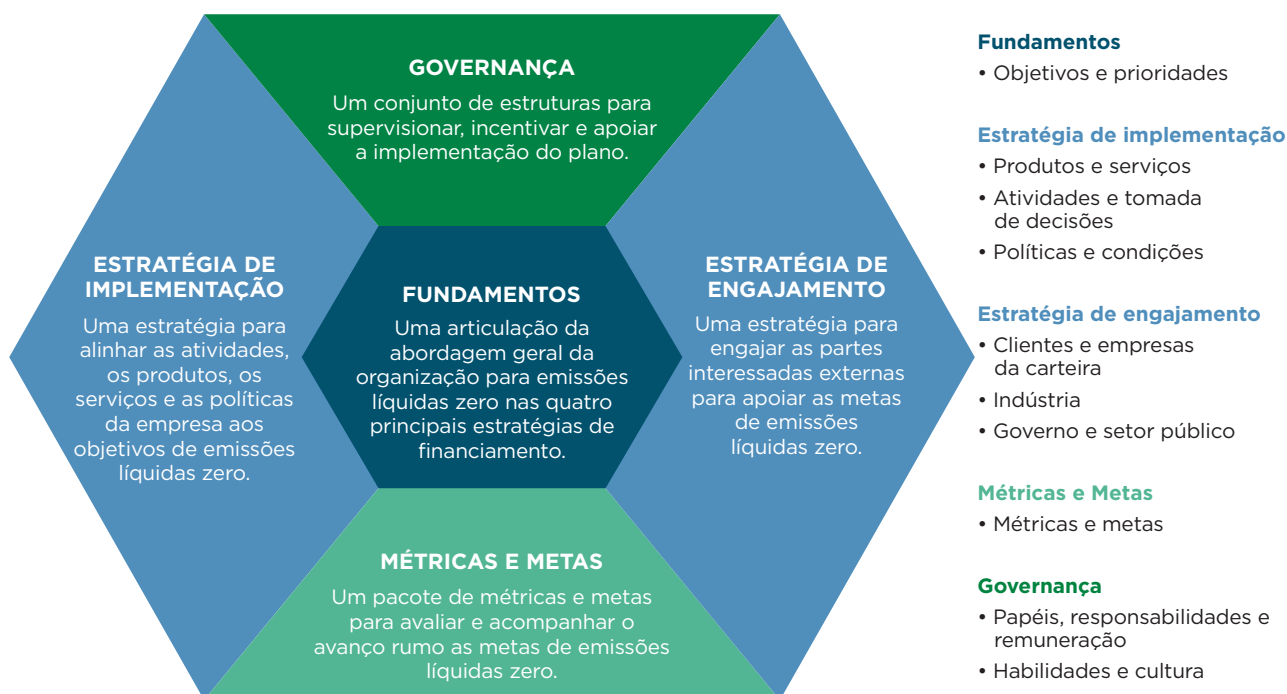 GOVERNANÇA
Um conjunto de estruturas para
supervisionar, incentivar e apoiar
a implementação do plano.
ESTRATÉGIA DE
IMPLEMENTAÇÃO
Uma estratégia para
alinhar as atividades,
os produtos, os
serviços e as políticas
da empresa aos
objetivos de emissões
líquidas zero.
FUNDAMENTOS
Uma articulação da
abordagem geral da
organização para emissões
líquidas zero nas quatro
principais estratégias de
financiamento.
ESTRATÉGIA DE
ENGAJAMENTO
Uma estratégia para
engajar as partes
interessadas externas
para apoiar as metas
de emissões
líquidas zero.
MÉTRICAS E METAS
Um pacote de métricas e metas
para avaliar e acompanhar o
avanço rumo as metas de emissões
líquidas zero.
Fundamentos
• Objetivos e prioridades
Estratégia de implementação
• Produtos e serviços
• Atividades e tomada
de decisões
• Políticas e condições
Estratégia de engajamento
• Clientes e empresas
da carteira
• Indústria
• Governo e setor público
Métricas e Metas
• Métricas e metas
Governança
• Papéis, responsabilidades e
remuneração
• Habilidades e cultura